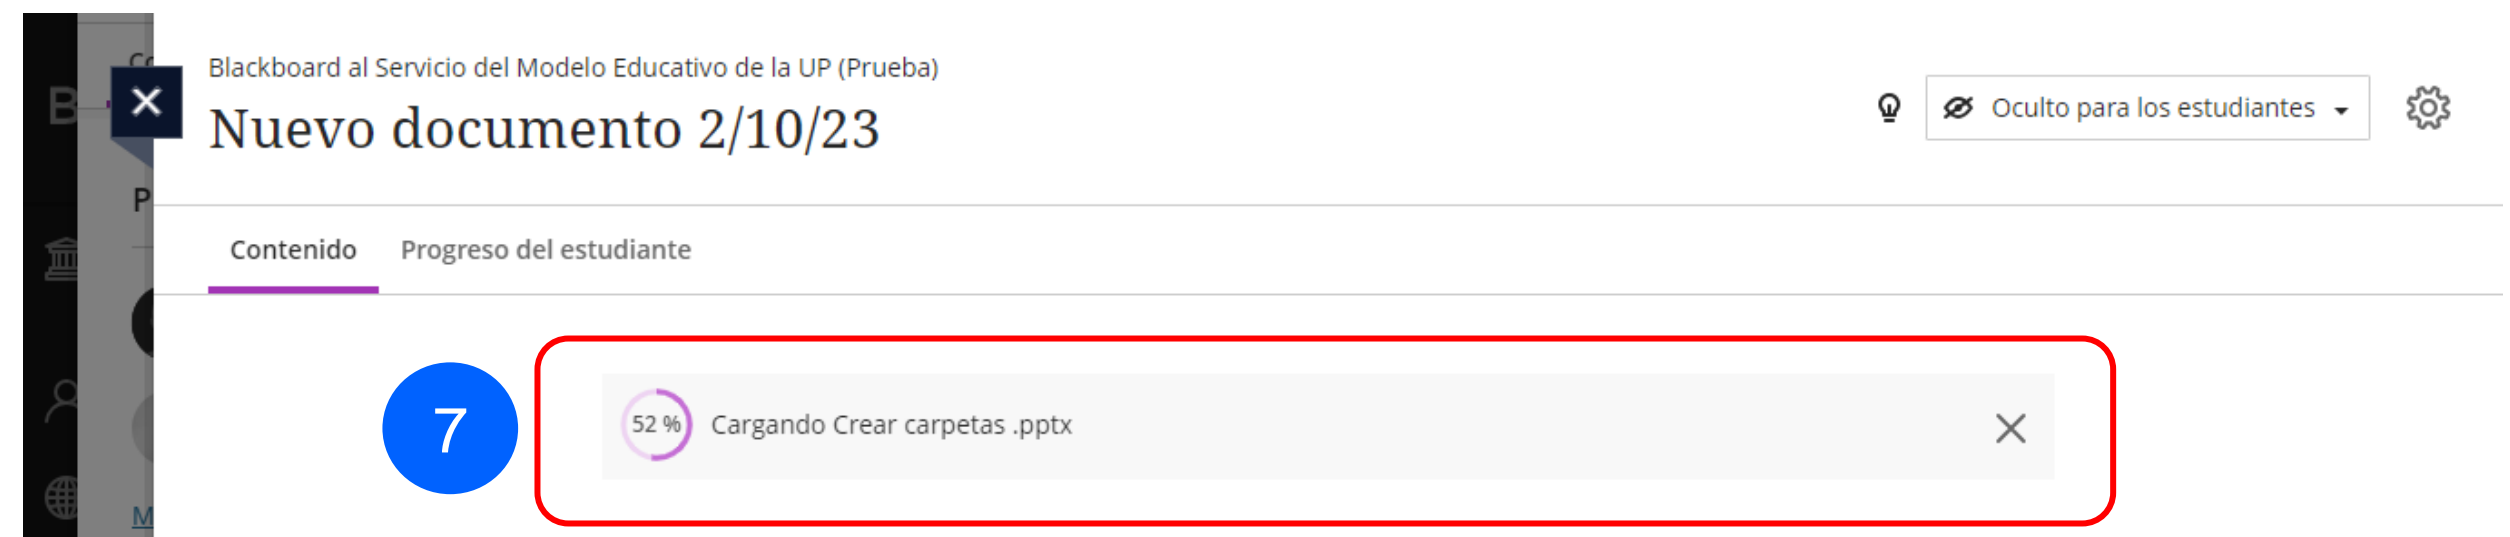 Blackboard al Servicio del Modelo Educativo de la UP (Prueba)
Nuevo documento 2/10/23
Oculto para los estudiantes
Contenido Progreso del estudiante
7
52 % Cargando Crear carpetas .pptx
B
P
M